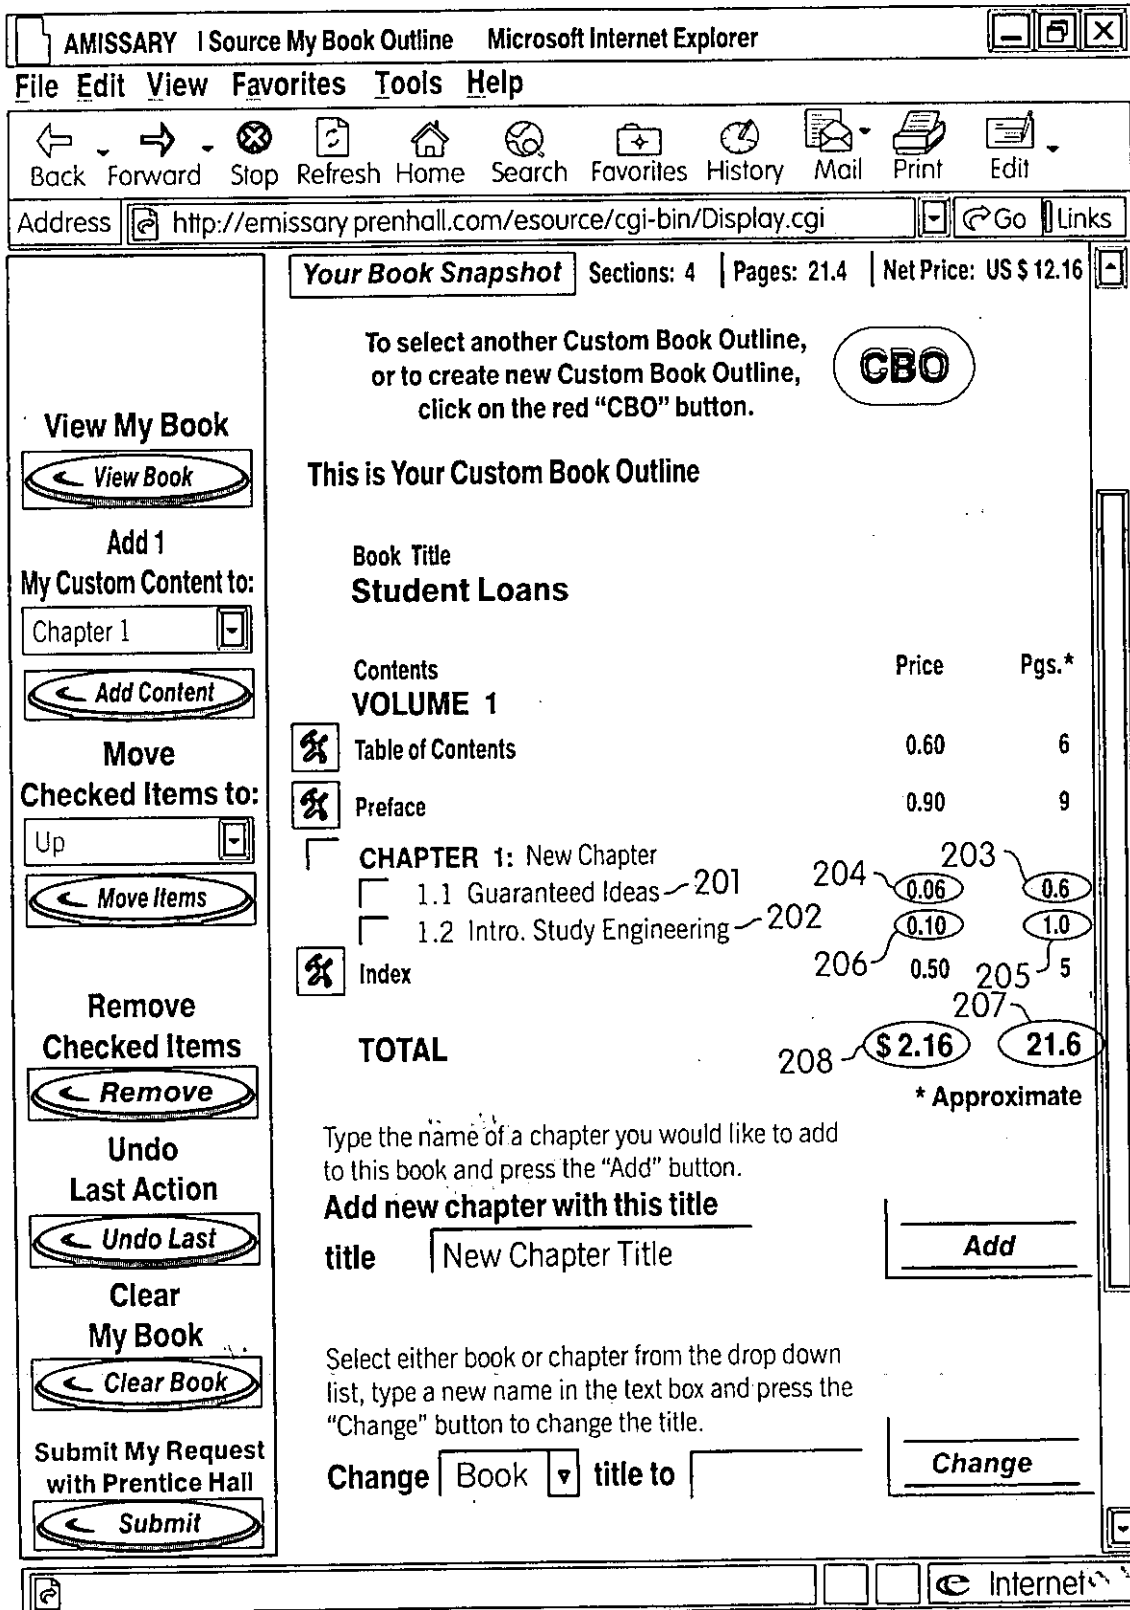 AMISSARY I Source My Book Outline Microsoft Internet Explorer
File Edit View Favorites Tools Help
Back Forward Stop Refresh Home Search Favorites History Mail Print Edit
Address http://emissary prenhall.com/esource/cgi-bin/Display.cgi Go Links
Your Book Snapshot Sections: 4 Pages: 21.4 Net Price: US $ 12.16
To select another Custom Book Outline,
or to create new Custom Book Outline,
click on the red "CBO" button.
CBO
View My Book
View Book
Add 1
My Custom Content to:
Chapter 1
Add Content
Move
Checked Items to:
Up
Move Items
Remove
Checked Items
Remove
Undo
Last Action
Undo Last
Clear
My Book
Clear Book
Submit My Request
with Prentice Hall
Submit
This is Your Custom Book Outline
Book Title
Student Loans
Contents Price Pgs.*
VOLUME 1
Table of Contents 0.60 6
Preface 0.90 9
CHAPTER 1: New Chapter 203
1.1 Guaranteed Ideas 201 204 0.06 0.6
1.2 Intro. Study Engineering 202 0.10 1.0
Index 206 0.50 205 5
207
TOTAL 208 $ 2.16 21.6
* Approximate
Type the name of a chapter you would like to add
to this book and press the "Add" button.
Add new chapter with this title
title New Chapter Title Add
Select either book or chapter from the drop down
list, type a new name in the text box and press the
"Change" button to change the title.
Change Book title to Change
Internet